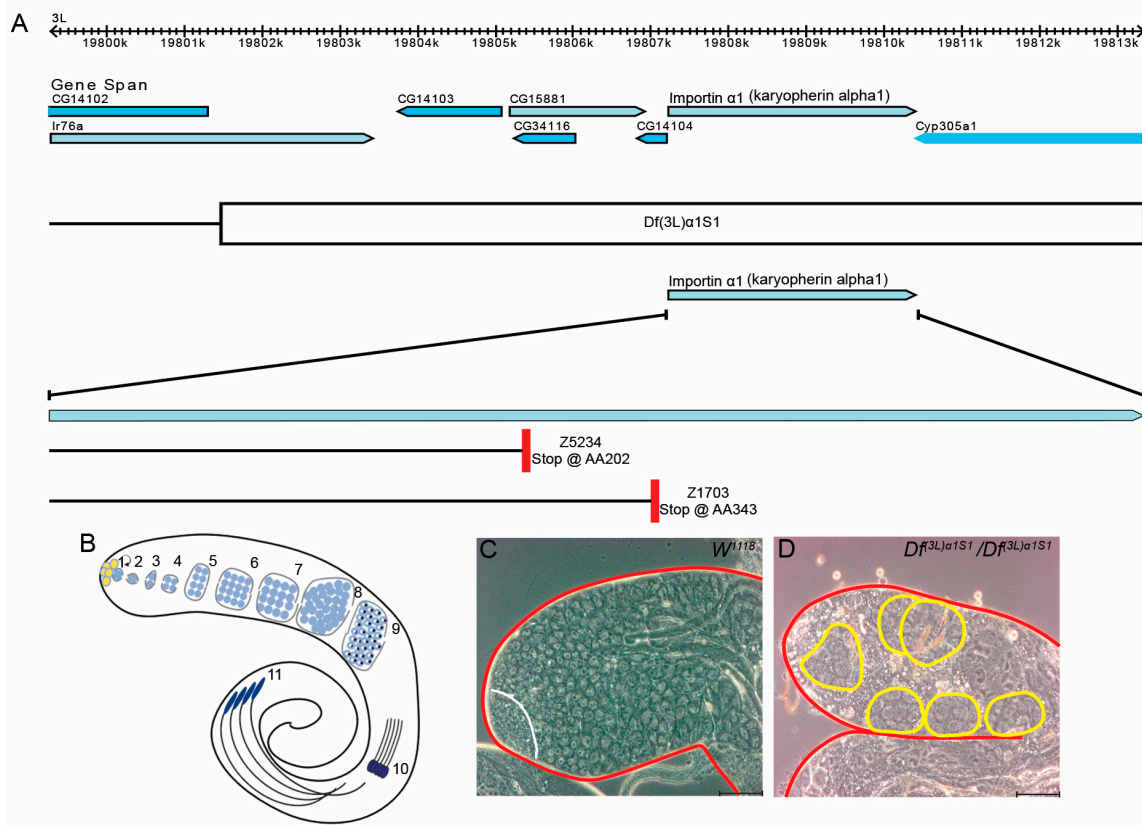 A
3L
19800k 19801k 19802k 19803k 19804k 19805k 19806k 19807k 19808k 19809k 19810k 19811k 19812k 19813k
Gene Span
CG14102 CG14103 CG15881 Importin α1 (karyopherin alpha1)
Ir76a CG34116 CG14104 Cyp305a1
Df(3L)α1S1
Importin α1 (karyopherin alpha1)
Z5234
Stop @ AA202
Z1703
Stop @ AA343
B
1 2 3 4 5 6 7 8 9 10 11
C
W1118
D
Df(3L)α1S1/Df(3L)α1S1